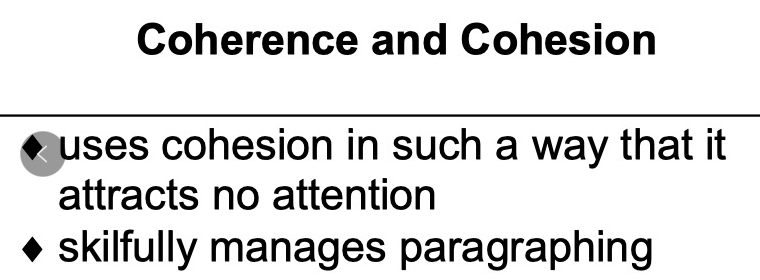 Coherence and Cohesion
♦ uses cohesion in such a way that it
attracts no attention
♦ skilfully manages paragraphing